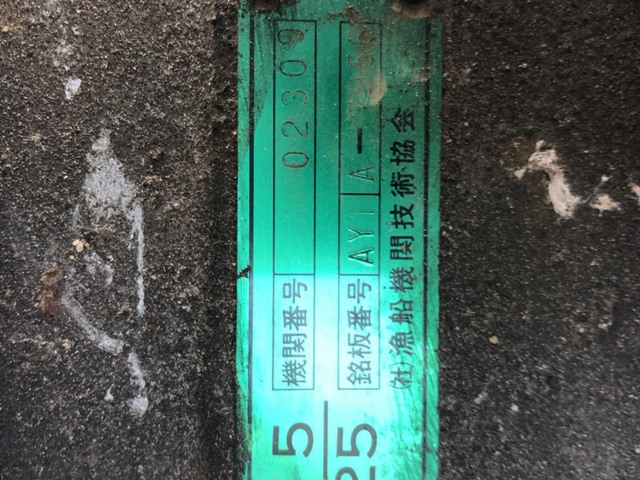 5 機関番号 02309
25 銘板番号 AY1A-
(社)漁船機関技術協会